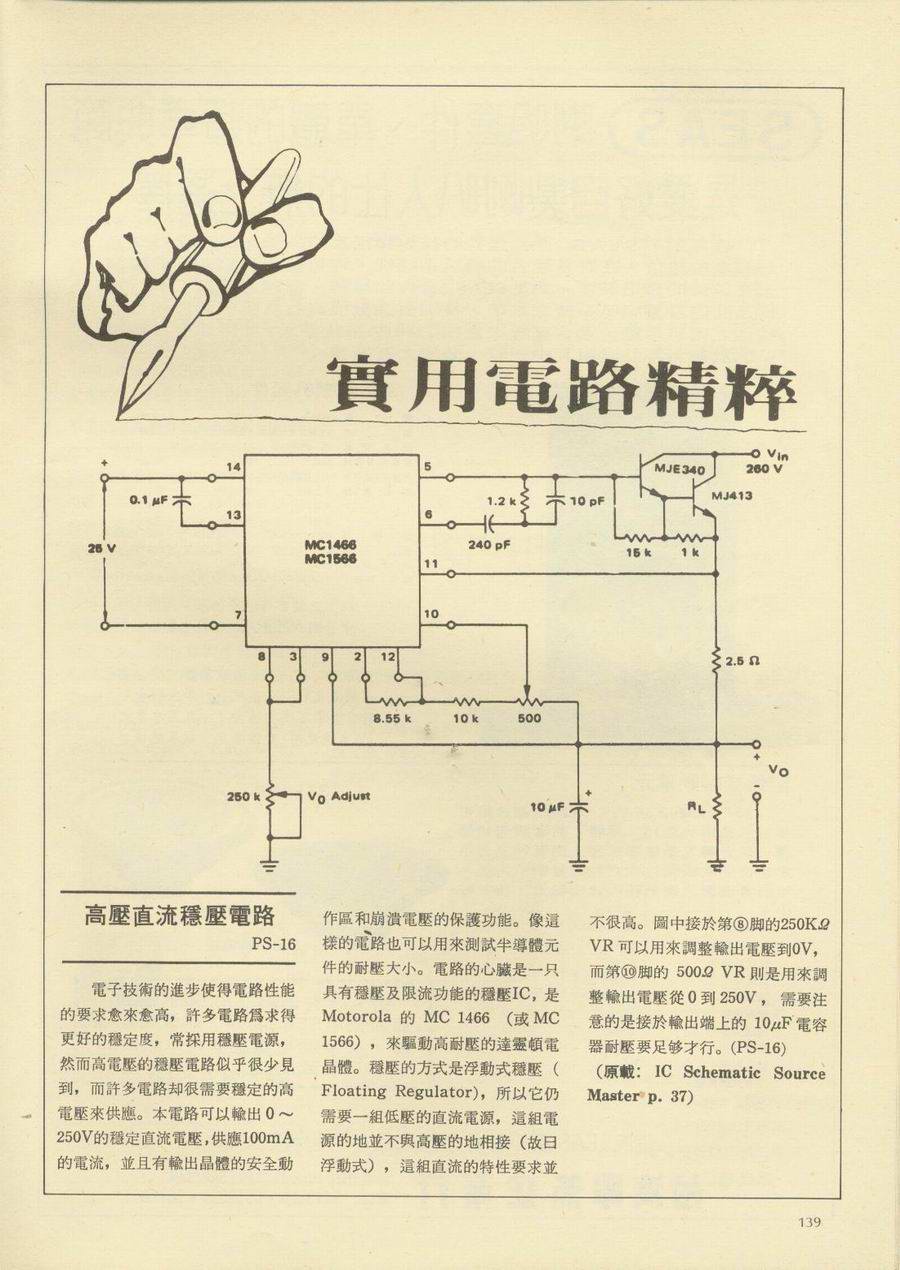 實用電路精粹
+
14
0.1 μF
13
25 V
7
MC1466
MC1566
5
6
11
10
8
3
9
2
12
1.2 k
10 pF
240 pF
MJE340
MJ413
Vin
260 V
15 k
1 k
2.5 Ω
8.55 k
10 k
500
250 k
VO Adjust
10 μF
+
RL
+
VO
-
高壓直流穩壓電路
PS-16
電子技術的進步使得電路性能
的要求愈來愈高，許多電路爲求得
更好的穩定度，常採用穩壓電源，
然而高電壓的穩壓電路似乎很少見
到，而許多電路却很需要穩定的高
電壓來供應。本電路可以輸出 0 ～
250V的穩定直流電壓，供應100mA
的電流，並且有輸出晶體的安全動
作區和崩潰電壓的保護功能。像這
樣的電路也可以用來測試半導體元
件的耐壓大小。電路的心臟是一只
具有穩壓及限流功能的穩壓IC，是
Motorola 的 MC 1466 （或 MC
1566），來驅動高耐壓的達靈頓電
晶體。穩壓的方式是浮動式穩壓（
Floating Regulator），所以它仍
需要一組低壓的直流電源，這組電
源的地並不與高壓的地相接（故曰
浮動式），這組直流的特性要求並
不很高。圖中接於第⑧脚的250KΩ
VR 可以用來調整輸出電壓到0V，
而第⑩脚的 500Ω VR 則是用來調
整輸出電壓從 0 到 250V，需要注
意的是接於輸出端上的 10μF 電容
器耐壓要足够才行。(PS-16)
（原載：IC Schematic Source
Master p. 37)
139